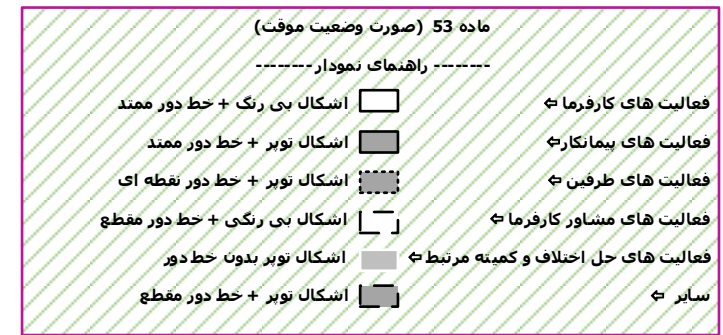 ماده 53 (صورت وضعیت موقت)
-------- راهنمای نمودار--------
فعالیت های کارفرما ⇦ اشکال بی رنگ + خط دور ممتد
فعالیت های پیمانکار⇦ اشکال توپر + خط دور ممتد
فعالیت های طرفین ⇦ اشکال توپر + خط دور نقطه ای
فعالیت های مشاور کارفرما ⇦ اشکال بی رنگی + خط دور مقطع
فعالیت های حل اختلاف و کمیته مرتبط ⇦ اشکال توپر بدون خط دور
سایر ⇦ اشکال توپر + خط دور مقطع